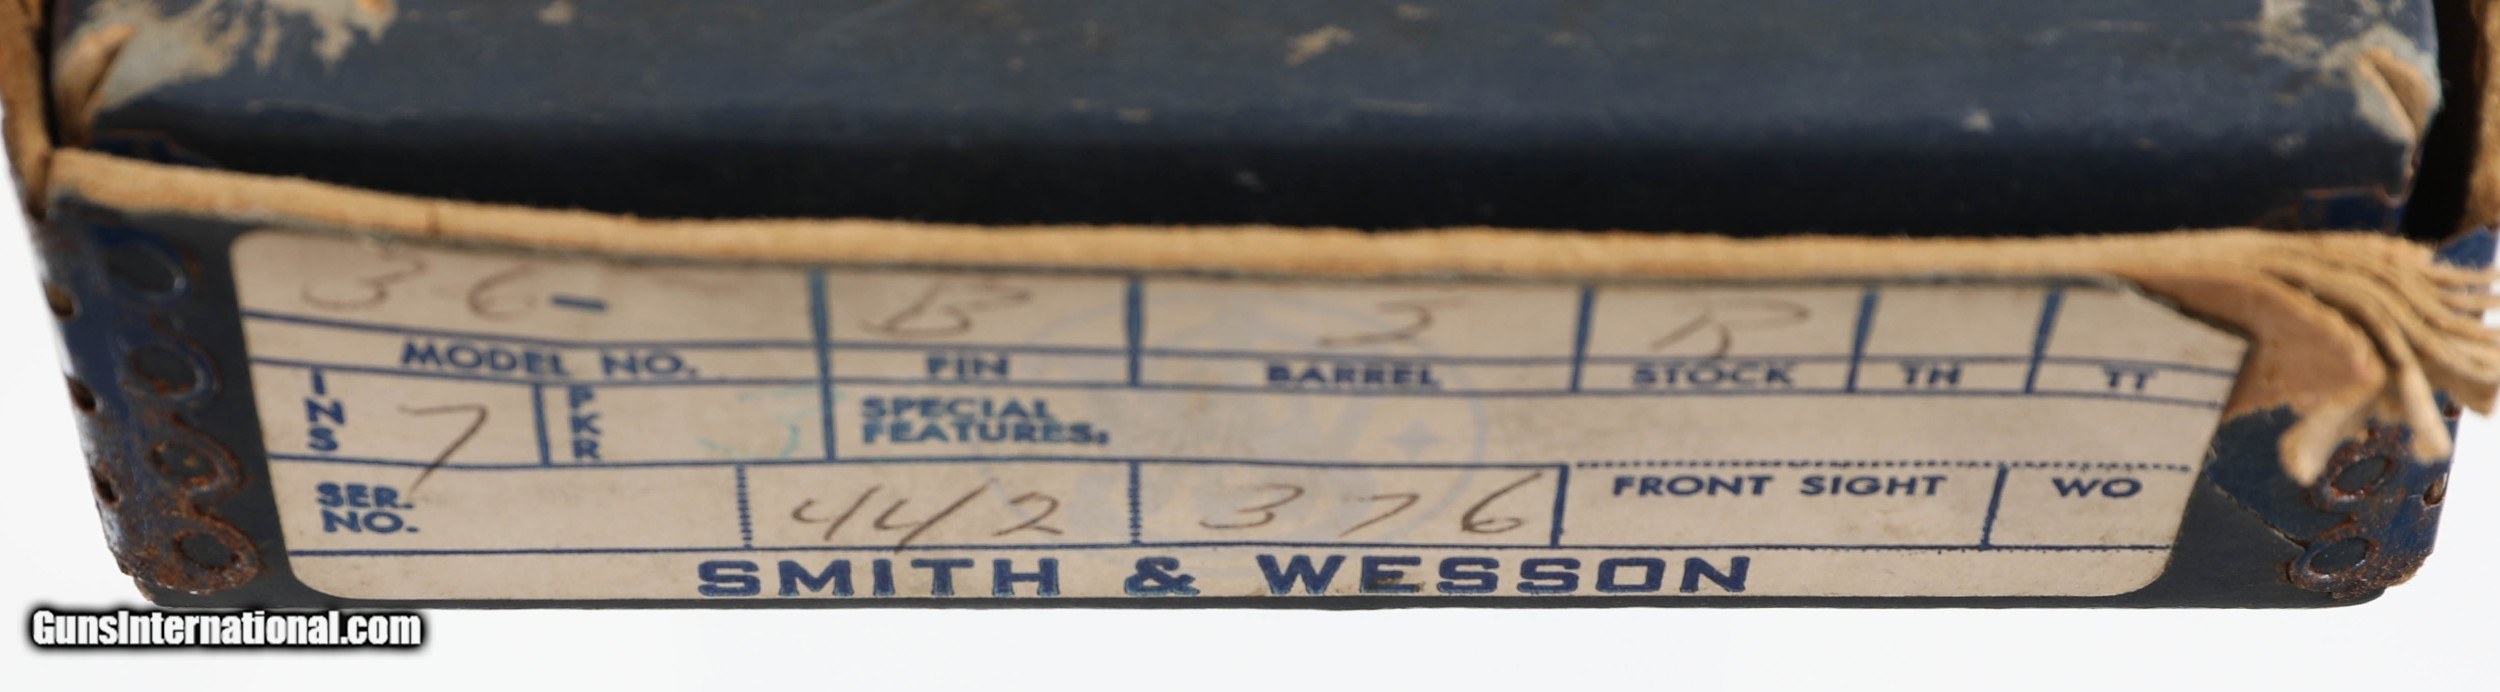 36- B 3 R
MODEL NO. FIN BARREL STOCK TH TT
INS 7 PKR SPECIAL
FEATURES:
SER.
NO. 442 376 FRONT SIGHT WO
SMITH & WESSON
GunsInternational.com